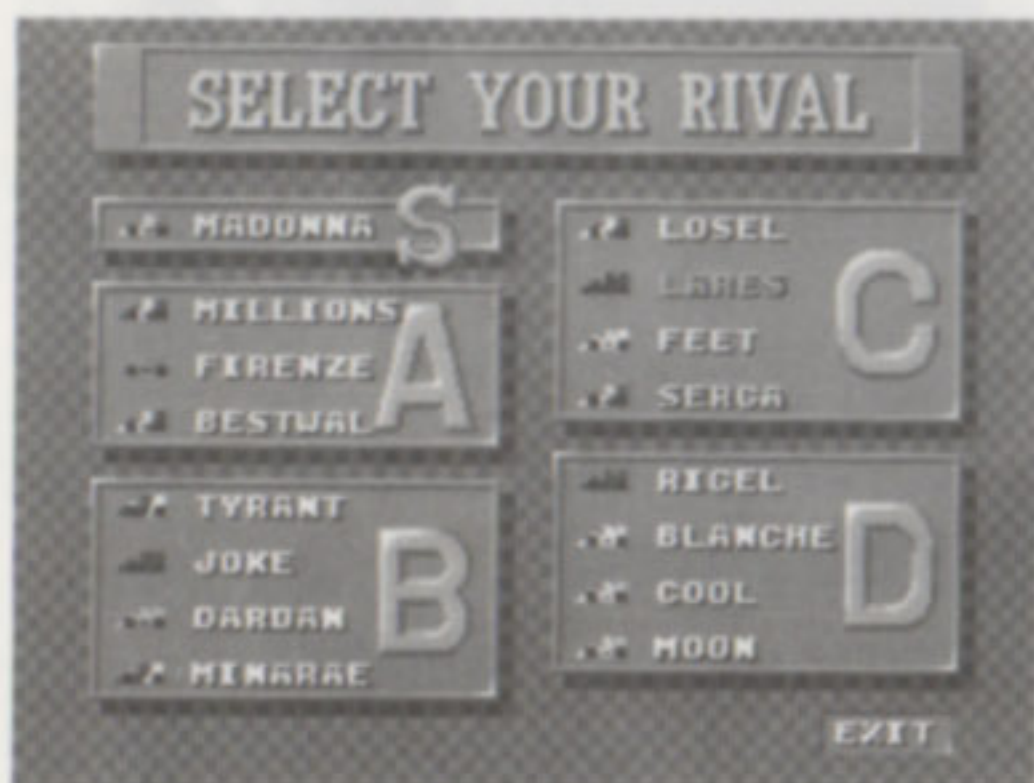 SELECT YOUR RIVAL
MADONNA S
MILLIONS
FIRENZE
BESTWAL
A
TYRANT
JOKE
DARDAN
MINARAE
B
LOSEL
LARES
FEET
SERGA
C
RIGEL
BLANCHE
COOL
MOON
D
EXIT